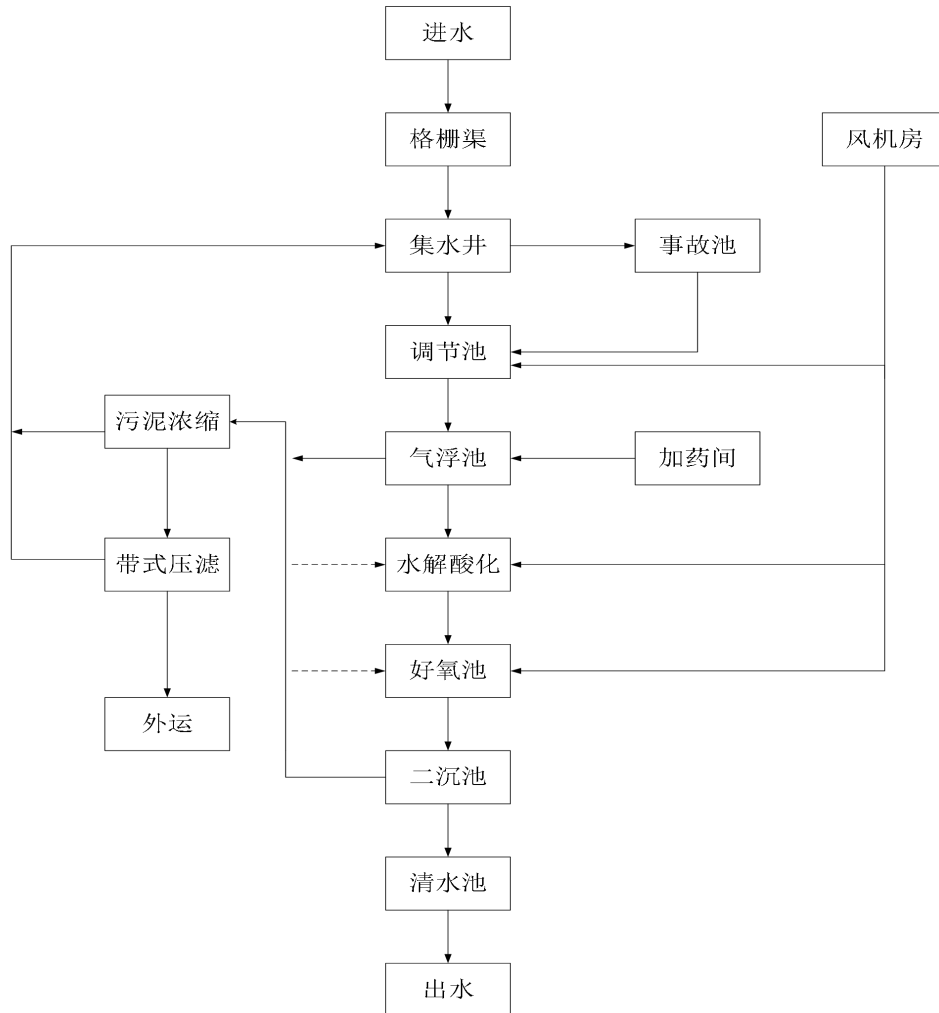 进水
格栅渠
风机房
集水井
事故池
调节池
污泥浓缩
气浮池
加药间
带式压滤
水解酸化
好氧池
外运
二沉池
清水池
出水